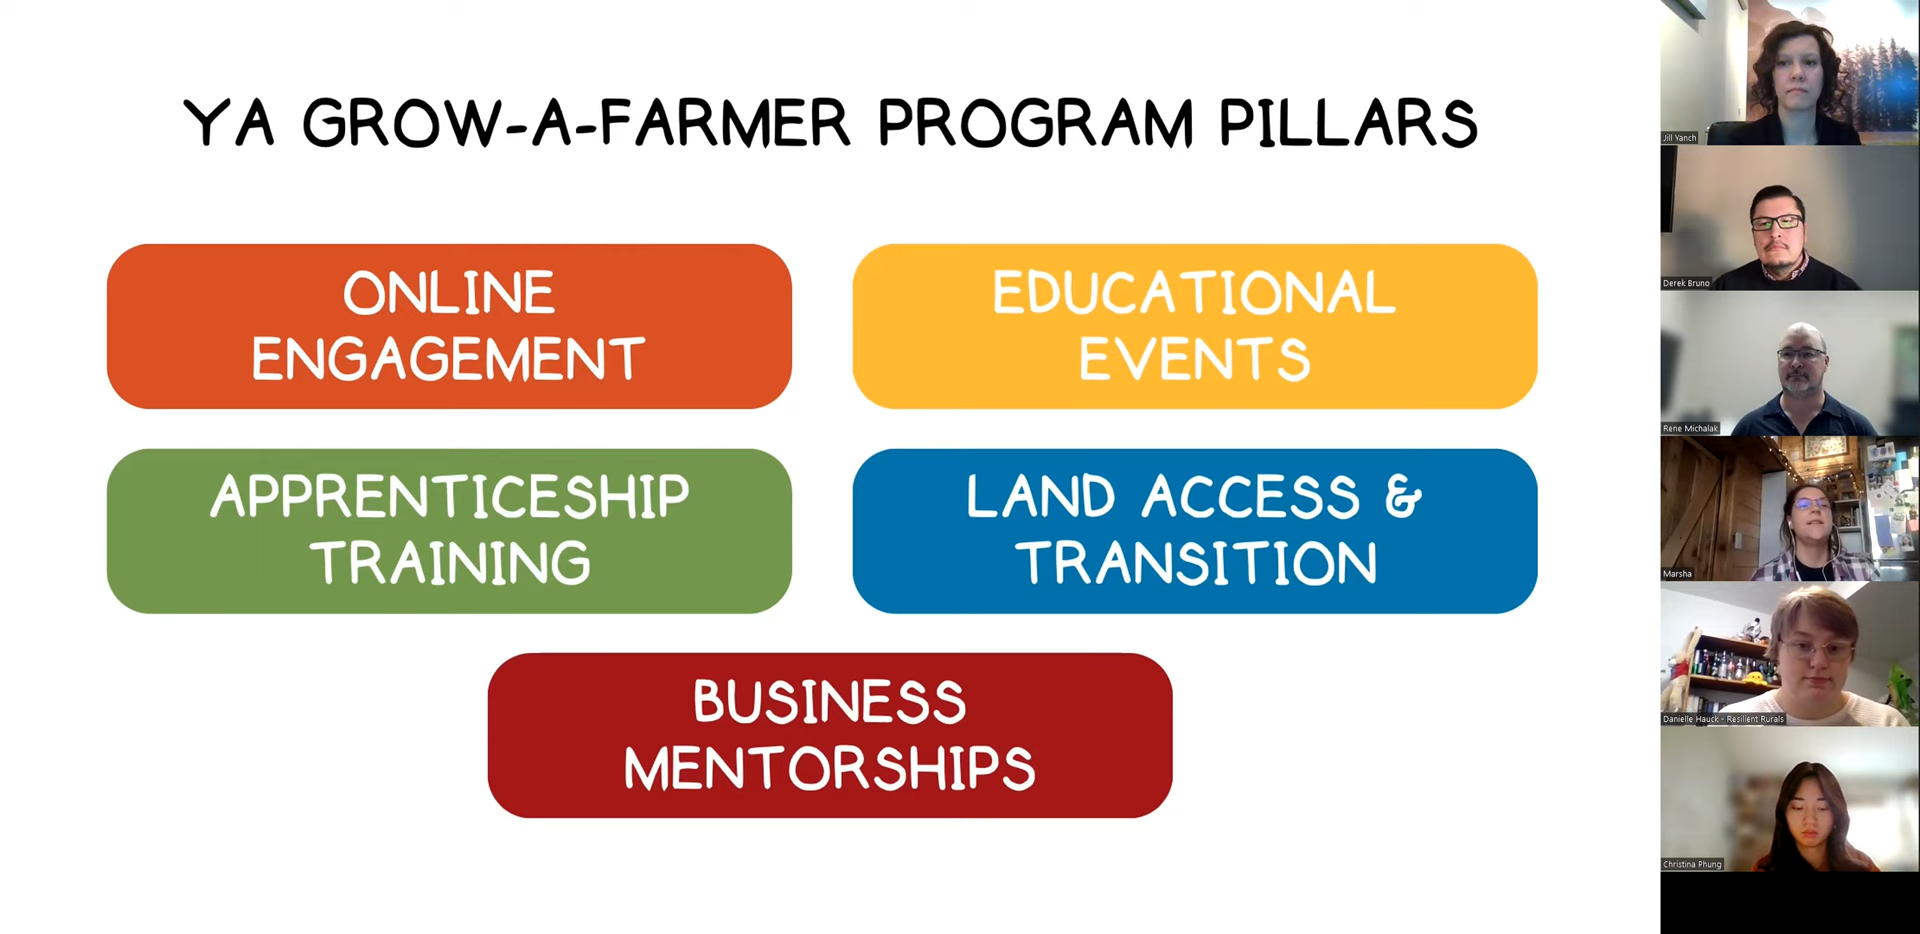 YA GROW-A-FARMER PROGRAM PILLARS
ONLINE
ENGAGEMENT
EDUCATIONAL
EVENTS
APPRENTICESHIP
TRAINING
LAND ACCESS &
TRANSITION
BUSINESS
MENTORSHIPS
Jill Yanch
Derek Bruno
Rene Michalak
Marsha
Danielle Hauck - Resilient Rurals
Christina Phung